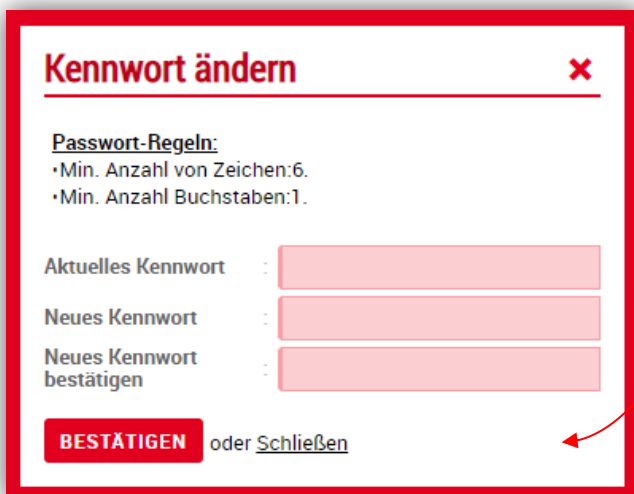 Kennwort ändern
Passwort-Regeln:
•Min. Anzahl von Zeichen:6.
•Min. Anzahl Buchstaben:1.
Aktuelles Kennwort :
Neues Kennwort :
Neues Kennwort
bestätigen :
BESTÄTIGEN oder Schließen